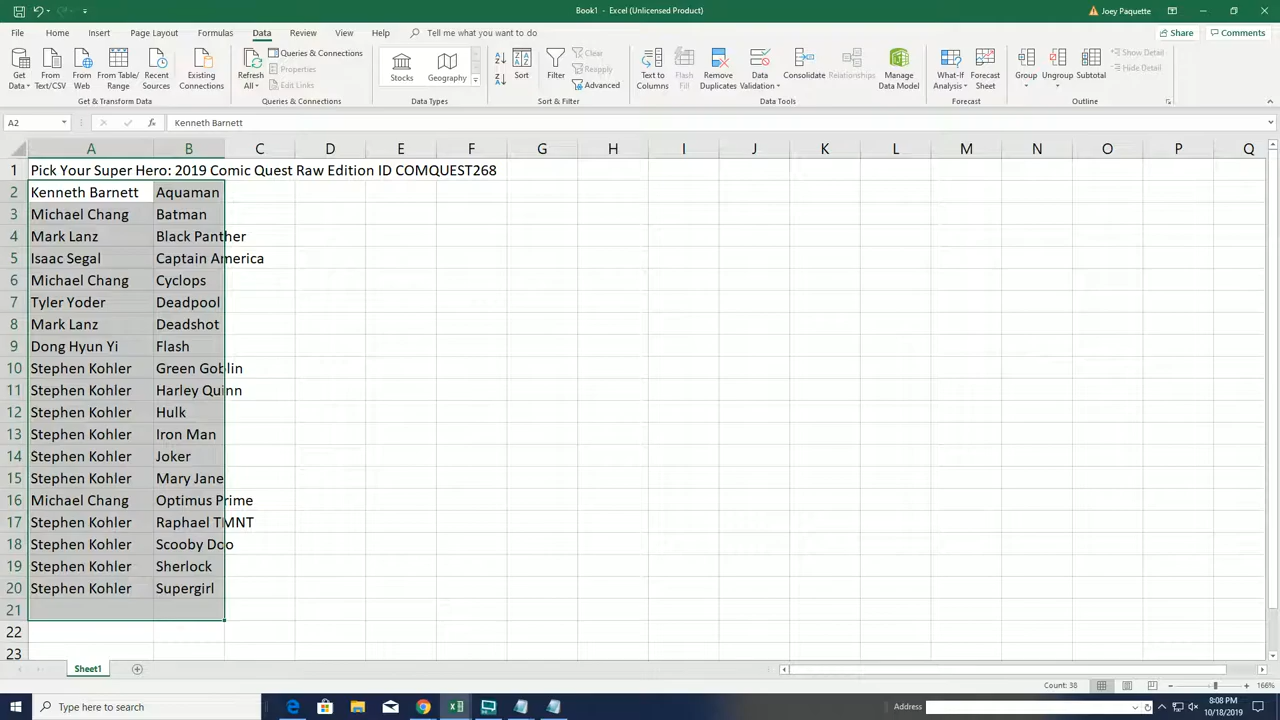 Book1 - Excel (Unlicensed Product)
Joey Paquette
File Home Insert Page Layout Formulas Data Review View Help Tell me what you want to do
Share Comments
Get Data
From Text/CSV
From Web
From Table/ Range
Recent Sources
Existing Connections
Get & Transform Data
Refresh All
Queries & Connections
Properties
Edit Links
Queries & Connections
Stocks
Geography
Data Types
Sort
Filter
Clear
Reapply
Advanced
Sort & Filter
Text to Columns
Flash Fill
Remove Duplicates
Data Validation
Consolidate
Relationships
Manage Data Model
Data Tools
What-If Analysis
Forecast Sheet
Forecast
Group
Ungroup
Subtotal
Show Detail
Hide Detail
Outline
A2 fx Kenneth Barnett
A B C D E F G H I J K L M N O P Q
1 Pick Your Super Hero: 2019 Comic Quest Raw Edition ID COMQUEST268
2 Kenneth Barnett Aquaman
3 Michael Chang Batman
4 Mark Lanz Black Panther
5 Isaac Segal Captain America
6 Michael Chang Cyclops
7 Tyler Yoder Deadpool
8 Mark Lanz Deadshot
9 Dong Hyun Yi Flash
10 Stephen Kohler Green Goblin
11 Stephen Kohler Harley Quinn
12 Stephen Kohler Hulk
13 Stephen Kohler Iron Man
14 Stephen Kohler Joker
15 Stephen Kohler Mary Jane
16 Michael Chang Optimus Prime
17 Stephen Kohler Raphael TMNT
18 Stephen Kohler Scooby Doo
19 Stephen Kohler Sherlock
20 Stephen Kohler Supergirl
21
22
23
Sheet1
Count: 38 166%
Type here to search
Address
8:08 PM
10/18/2019